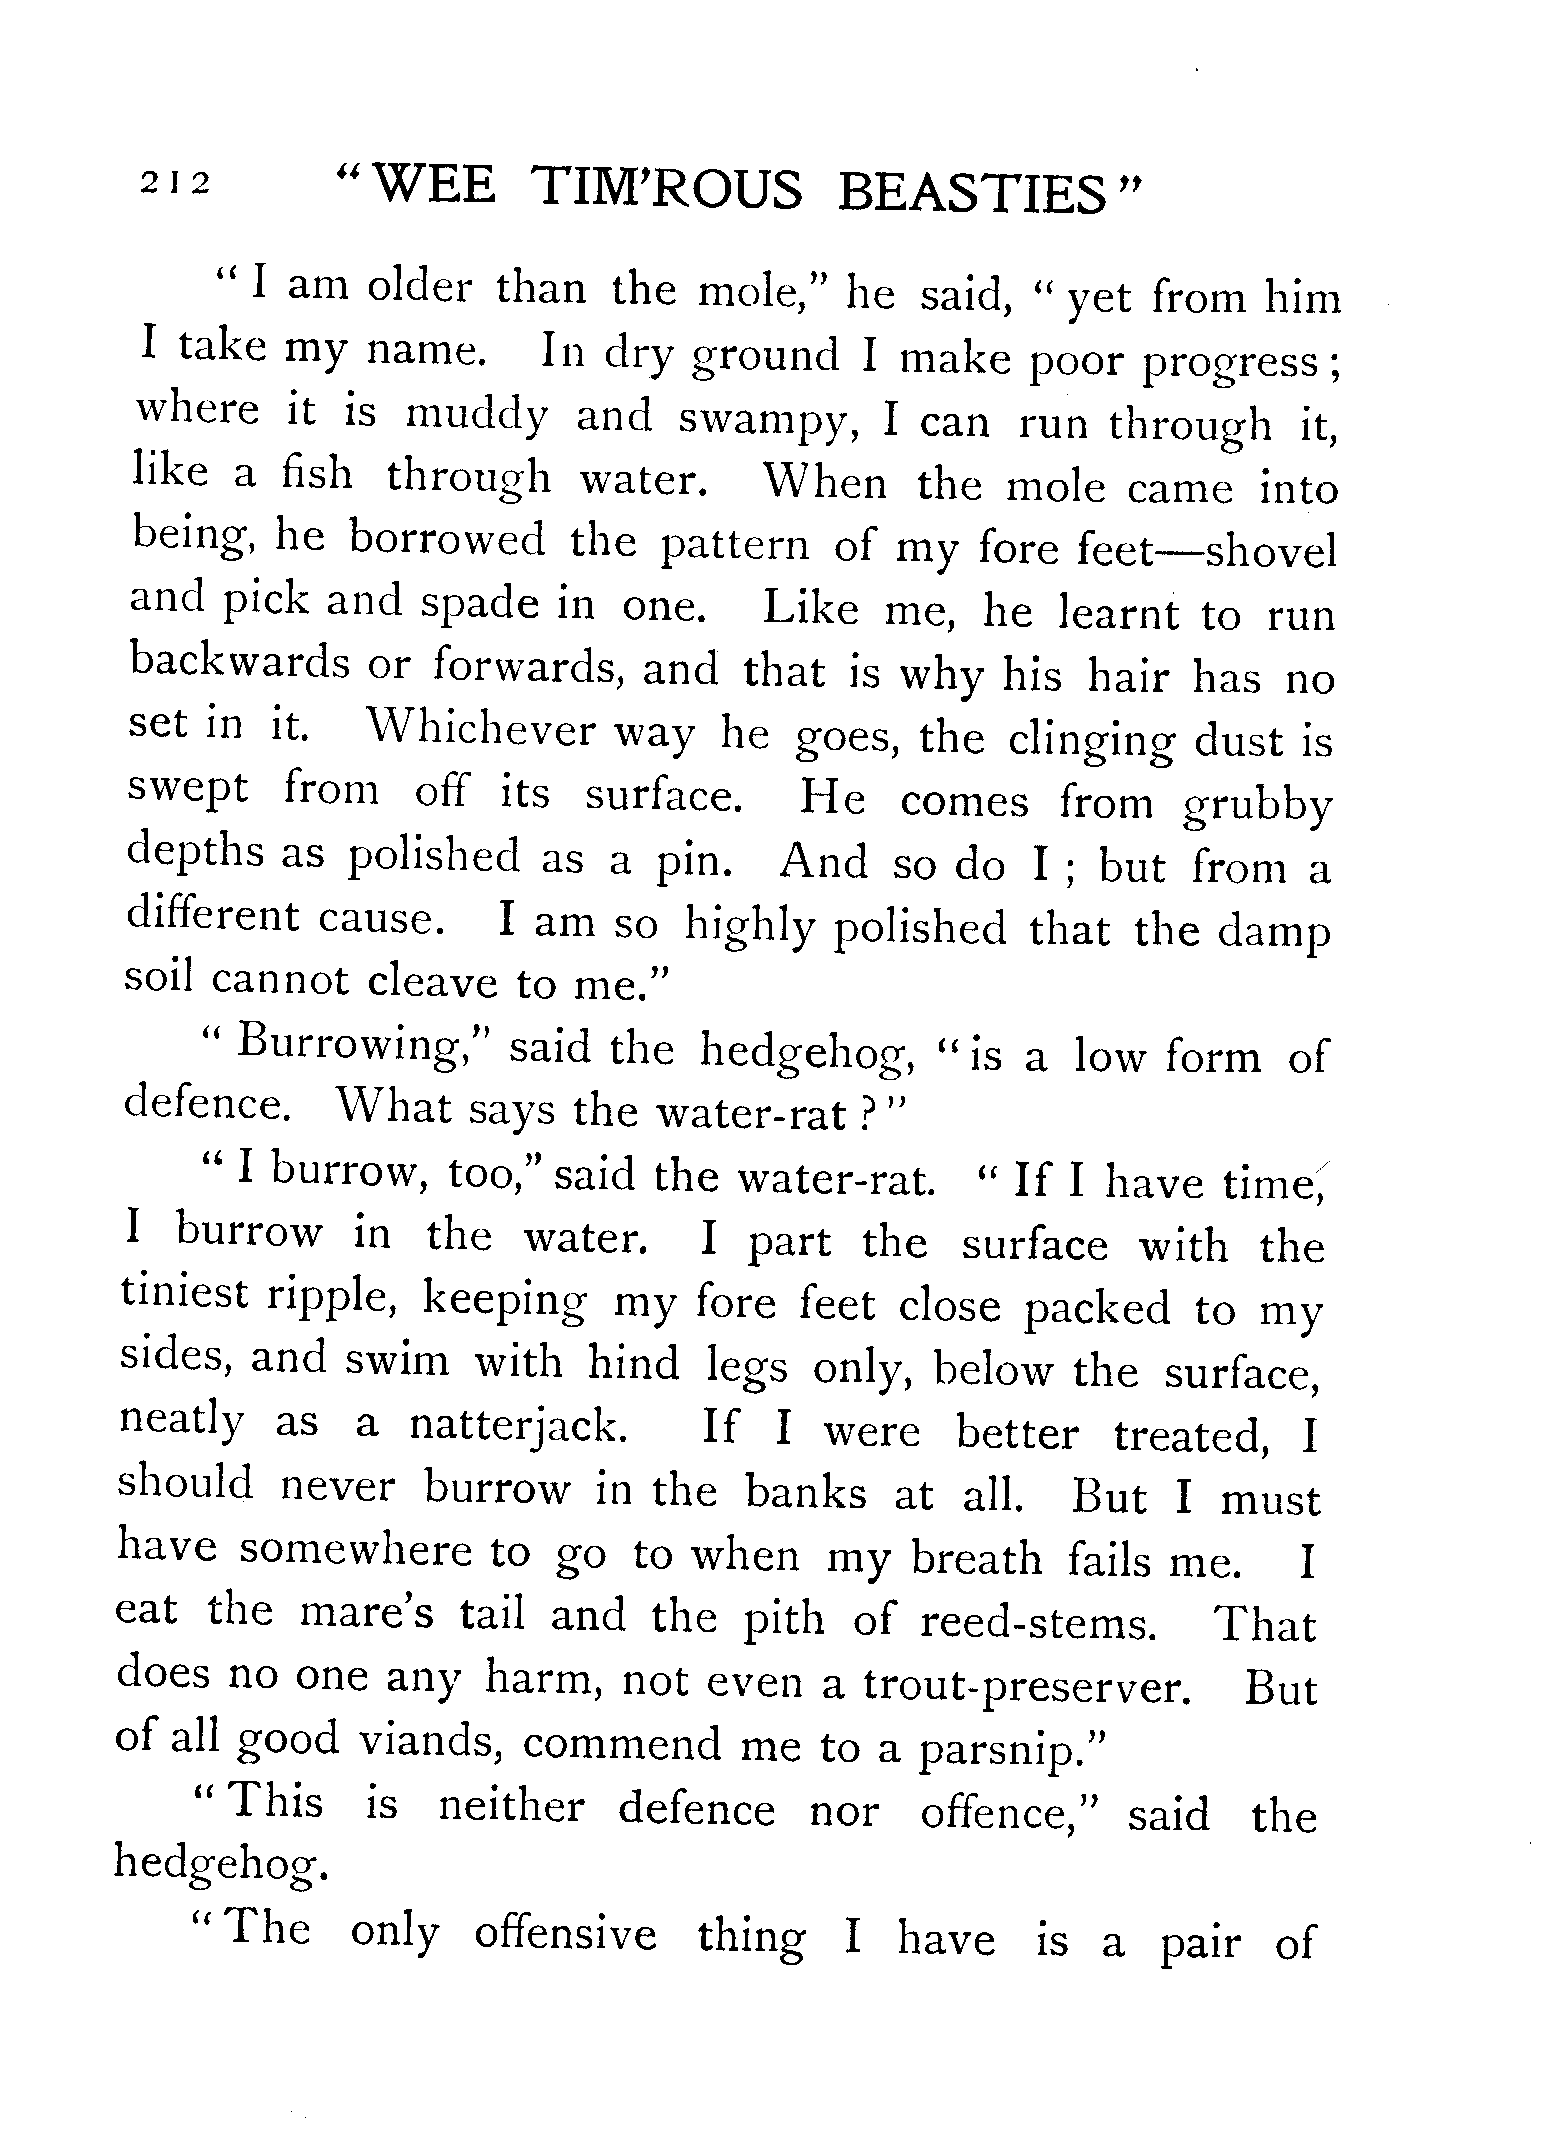 212 "WEE TIM'ROUS BEASTIES"
"I am older than the mole," he said, "yet from him
I take my name. In dry ground I make poor progress;
where it is muddy and swampy, I can run through it,
like a fish through water. When the mole came into
being, he borrowed the pattern of my fore feet—shovel
and pick and spade in one. Like me, he learnt to run
backwards or forwards, and that is why his hair has no
set in it. Whichever way he goes, the clinging dust is
swept from off its surface. He comes from grubby
depths as polished as a pin. And so do I; but from a
different cause. I am so highly polished that the damp
soil cannot cleave to me."
"Burrowing," said the hedgehog, "is a low form of
defence. What says the water-rat?"
"I burrow, too," said the water-rat. "If I have time,
I burrow in the water. I part the surface with the
tiniest ripple, keeping my fore feet close packed to my
sides, and swim with hind legs only, below the surface,
neatly as a natterjack. If I were better treated, I
should never burrow in the banks at all. But I must
have somewhere to go to when my breath fails me. I
eat the mare's tail and the pith of reed-stems. That
does no one any harm, not even a trout-preserver. But
of all good viands, commend me to a parsnip."
"This is neither defence nor offence," said the
hedgehog.
"The only offensive thing I have is a pair of